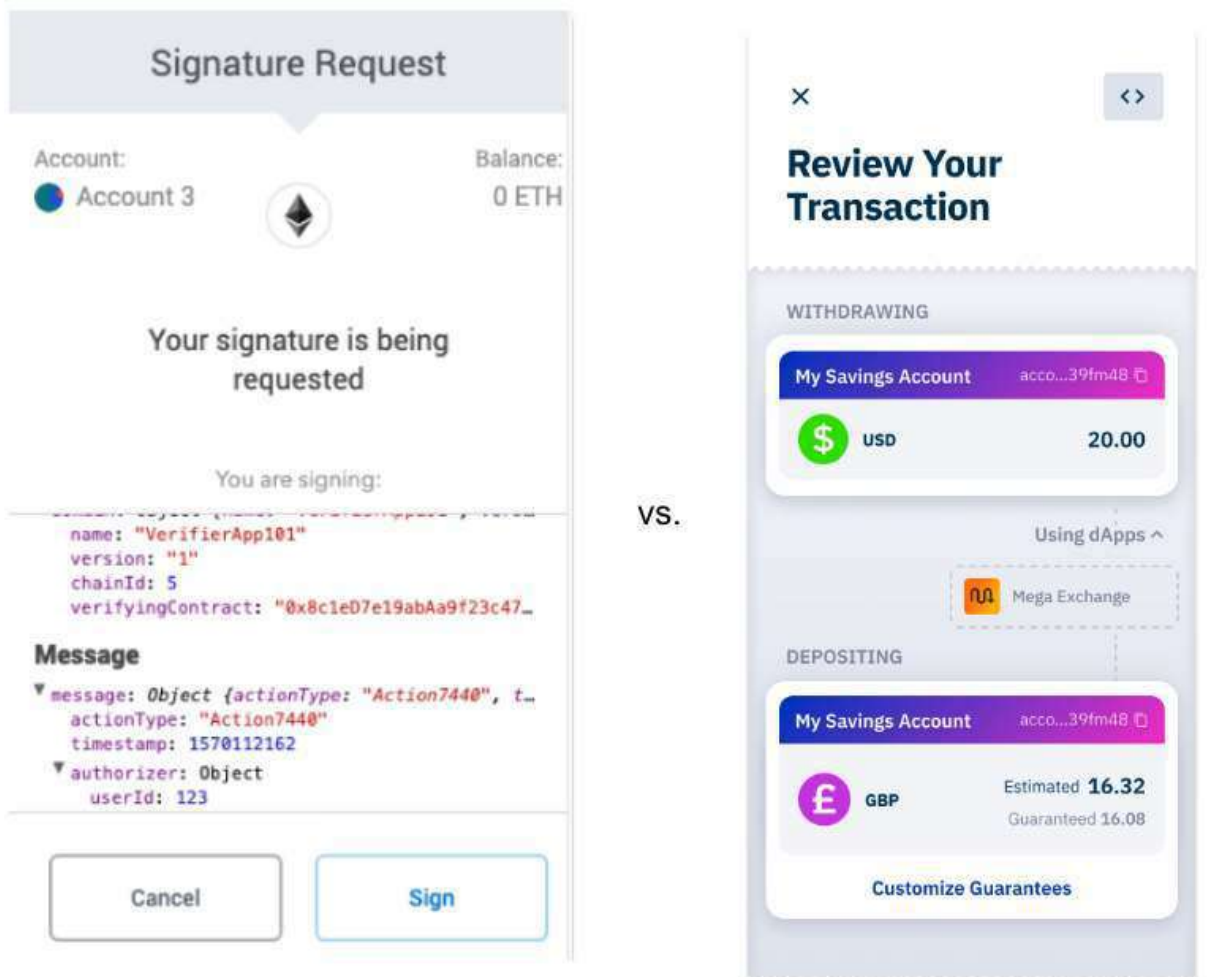 Signature Request
Account:
Account 3
Balance:
0 ETH
Your signature is being
requested
You are signing:
name: "VerifierApp101"
version: "1"
chainId: 5
verifyingContract: "0x8c1eD7e19abAa9f23c47…
Message
message: Object {actionType: "Action7440", t…
actionType: "Action7440"
timestamp: 1570112162
authorizer: Object
userId: 123
Cancel
Sign
vs.
Review Your
Transaction
WITHDRAWING
My Savings Account acco...39fm48
$ USD 20.00
Using dApps
Mega Exchange
DEPOSITING
My Savings Account acco...39fm48
£ GBP
Estimated 16.32
Guaranteed 16.08
Customize Guarantees